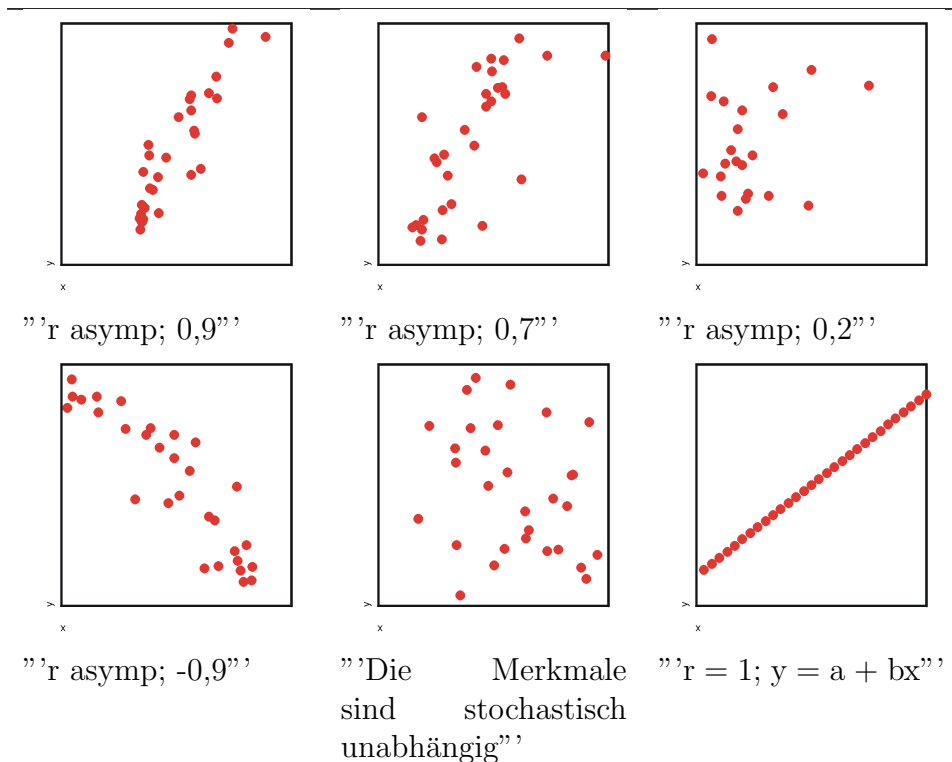 y
x
y
x
y
x
"'r asymp; 0,9"'
"'r asymp; 0,7"'
"'r asymp; 0,2"'
y
x
y
x
y
x
"'r asymp; -0,9"'
"'Die Merkmale
sind stochastisch
unabhängig"'
"'r = 1; y = a + bx"'